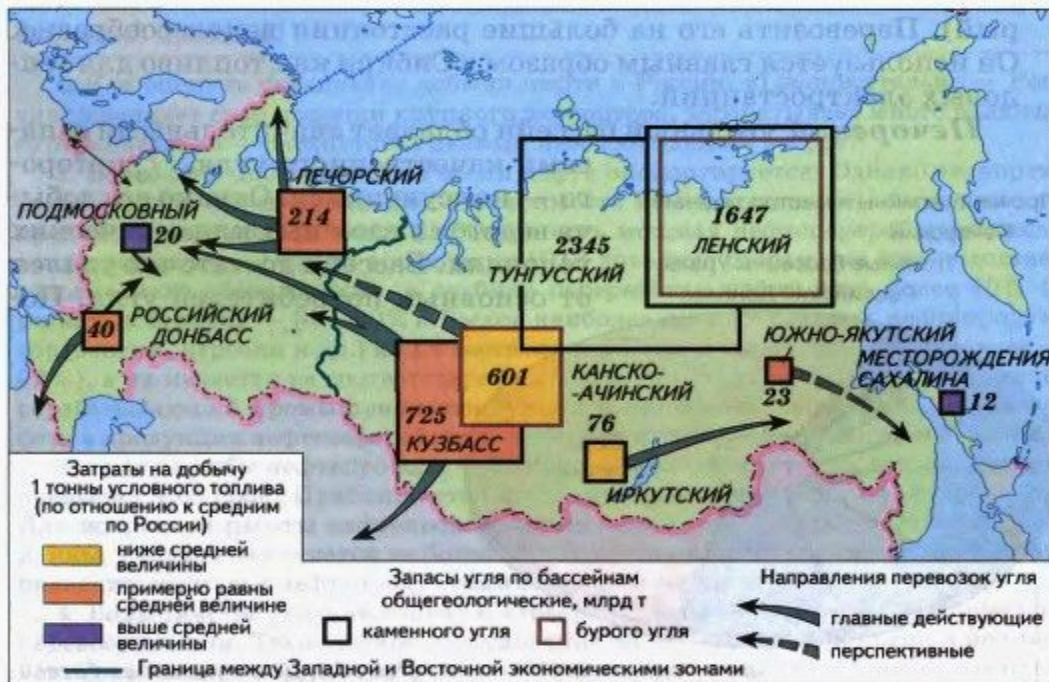 ПЕЧОРСКИЙ
214
ПОДМОСКОВНЫЙ
20
1647
ЛЕНСКИЙ
2345
ТУНГУССКИЙ
40
РОССИЙСКИЙ
ДОНБАСС
ЮЖНО-ЯКУТСКИЙ
23
МЕСТОРОЖДЕНИЯ
САХАЛИНА
12
601
КАНСКО-
-АЧИНСКИЙ
725
КУЗБАСС
76
ИРКУТСКИЙ
Затраты на добычу
1 тонны условного топлива
(по отношению к средним
по России)
ниже средней
величины
примерно равны
средней величине
выше средней
величины
Запасы угля по бассейнам
общегеологические, млрд т
каменного угля
бурого угля
Направления перевозок угля
главные действующие
перспективные
Граница между Западной и Восточной экономическими зонами